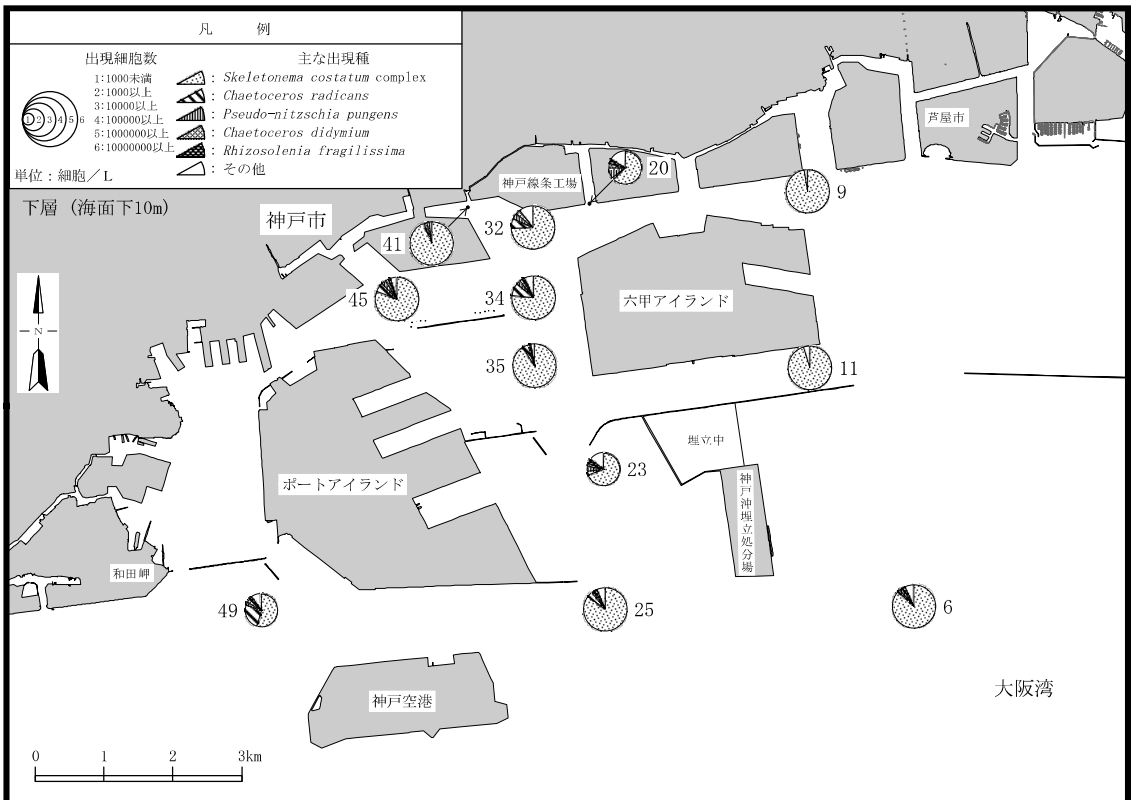 凡　例
出現細胞数
1:1000未満
2:1000以上
3:10000以上
4:100000以上
5:1000000以上
6:10000000以上
1 2 3 4 5 6
単位：細胞／L
主な出現種
：Skeletonema costatum complex
：Chaetoceros radicans
：Pseudo-nitzschia pungens
：Chaetoceros didymium
：Rhizosolenia fragilissima
：その他
下層 (海面下10m)
神戸市
神戸線条工場
芦屋市
20
9
32
41
45
34
六甲アイランド
35
11
埋立中
23
ポートアイランド
神戸沖埋立処分場
和田岬
49
25
6
神戸空港
大阪湾
N
0 1 2 3km